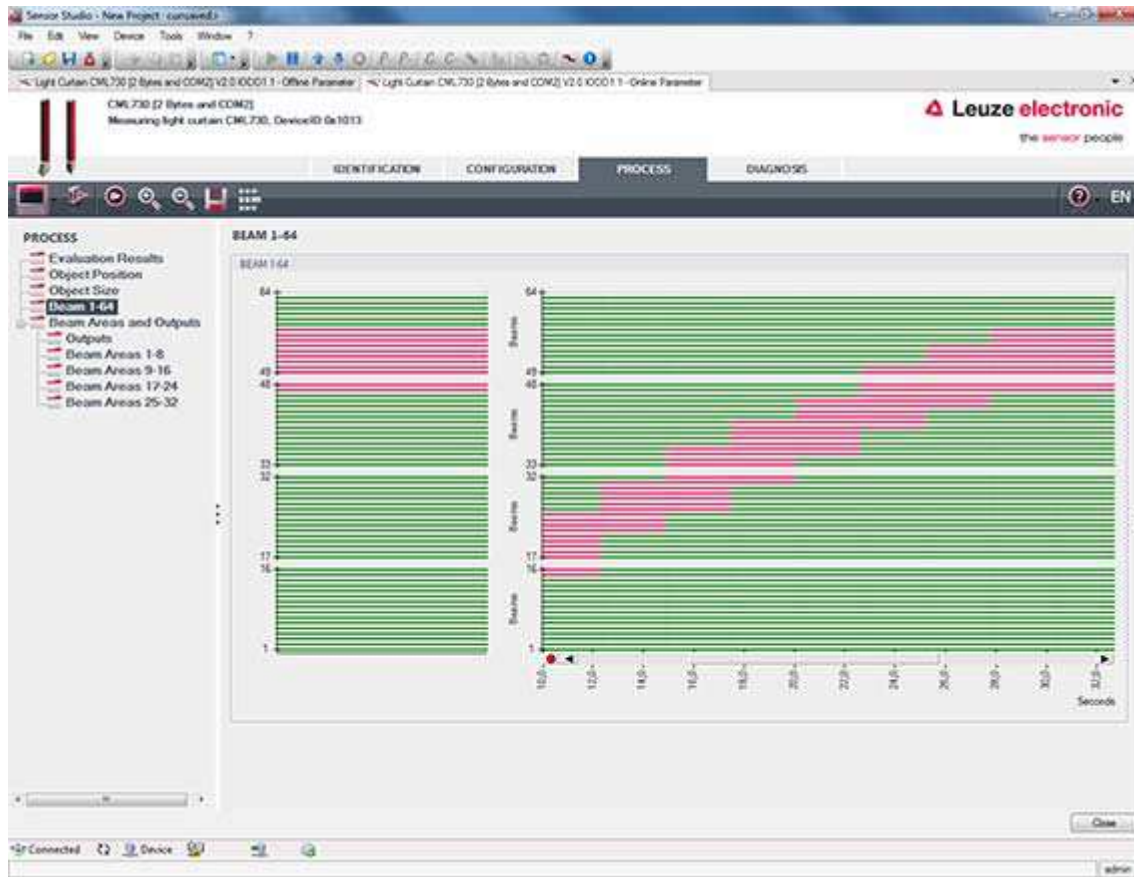 Sensor Studio - New Project <unsaved>
File Edit View Device Tools Window ?
Light Curtain CML730 [2 Bytes and COM2] V2.0 IODD1.1 - Offline Parameter
Light Curtain CML730 [2 Bytes and COM2] V2.0 IODD1.1 - Online Parameter
CML730 [2 Bytes and COM2]
Measuring light curtain CML730, DeviceID 0x1013
Leuze electronic
the sensor people
IDENTIFICATION CONFIGURATION PROCESS DIAGNOSIS
EN
PROCESS
Evaluation Results
Object Position
Object Size
Beam 1-64
Beam Areas and Outputs
Outputs
Beam Areas 1-8
Beam Areas 9-16
Beam Areas 17-24
Beam Areas 25-32
BEAM 1-64
BEAM 1-64
64
49
48
33
32
17
16
1
64
49
48
33
32
17
16
1
Beams
Beams
Beams
Beams
10,0 12,0 14,0 16,0 18,0 20,0 22,0 24,0 26,0 28,0 30,0 32,0
Seconds
Close
Connected Device
admin